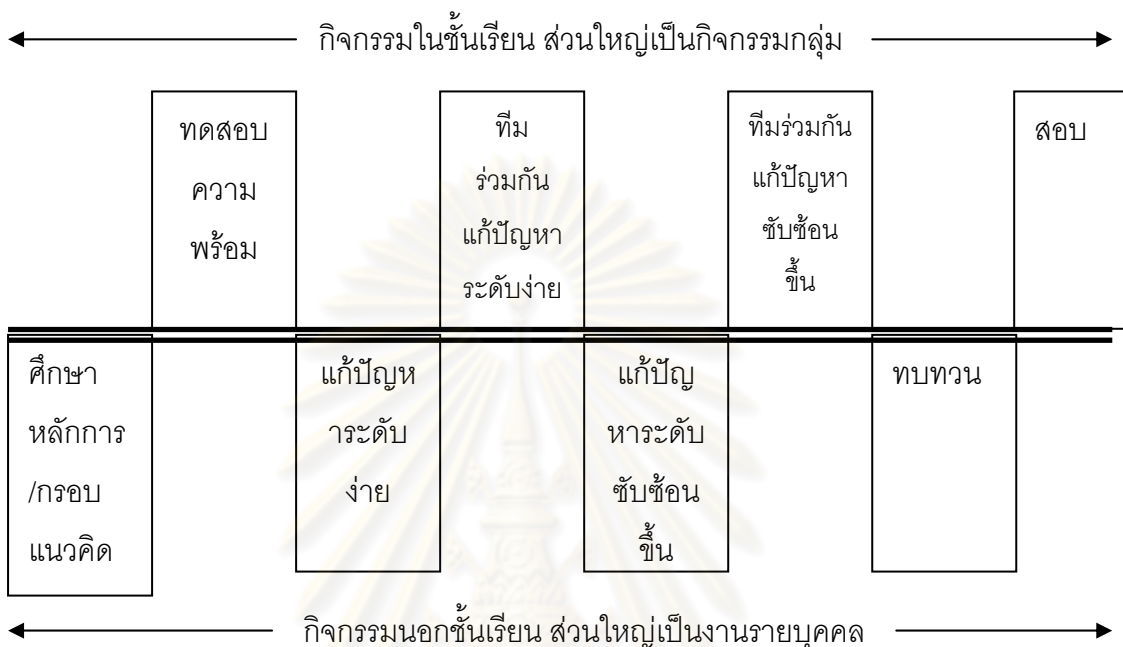 กิจกรรมในชั้นเรียน ส่วนใหญ่เป็นกิจกรรมกลุ่ม
ทดสอบ
ความ
พร้อม
ทีม
ร่วมกัน
แก้ปัญหา
ระดับง่าย
ทีมร่วมกัน
แก้ปัญหา
ซับซ้อน
ขึ้น
สอบ
ศึกษา
หลักการ
/กรอบ
แนวคิด
แก้ปัญห
าระดับ
ง่าย
แก้ปัญ
หาระดับ
ซับซ้อน
ขึ้น
ทบทวน
กิจกรรมนอกชั้นเรียน ส่วนใหญ่เป็นงานรายบุคคล